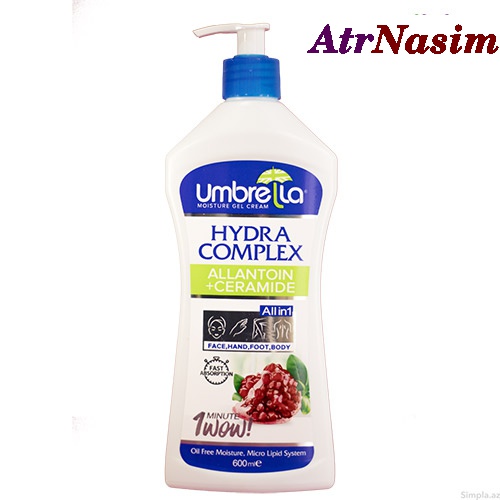 AtrNasim
Umbrella
MOISTURE GEL CREAM
HYDRA
COMPLEX
ALLANTOIN
+CERAMIDE
All in 1
FACE,HAND,FOOT,BODY
FAST
ABSORPTION
1 MINUTE
WOW!
Oil Free Moisture, Micro Lipid System
600ml℮
Simpla.az